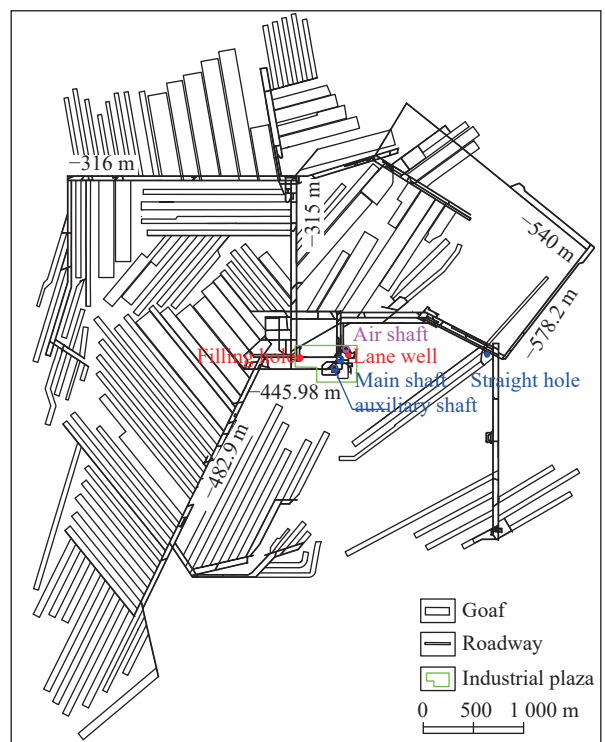 −316 m
−315 m
−540 m
−578.2 m
Air shaft
Filling hole
Lane well
Main shaft
Straight hole
−445.98 m
auxiliary shaft
−482.9 m
Goaf
Roadway
Industrial plaza
0 500 1 000 m